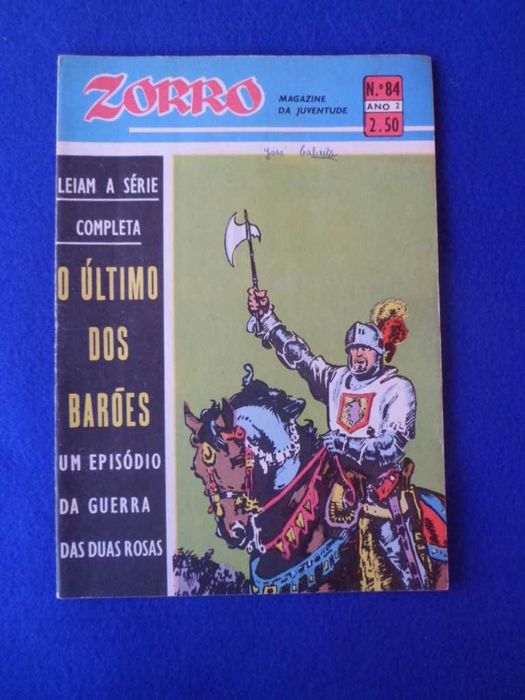 ZORRO
MAGAZINE
DA JUVENTUDE
N.º 84
ANO 2
2.50
José
LEIAM A SÉRIE
COMPLETA
O ÚLTIMO
DOS
BARÕES
UM EPISÓDIO
DA GUERRA
DAS DUAS ROSAS